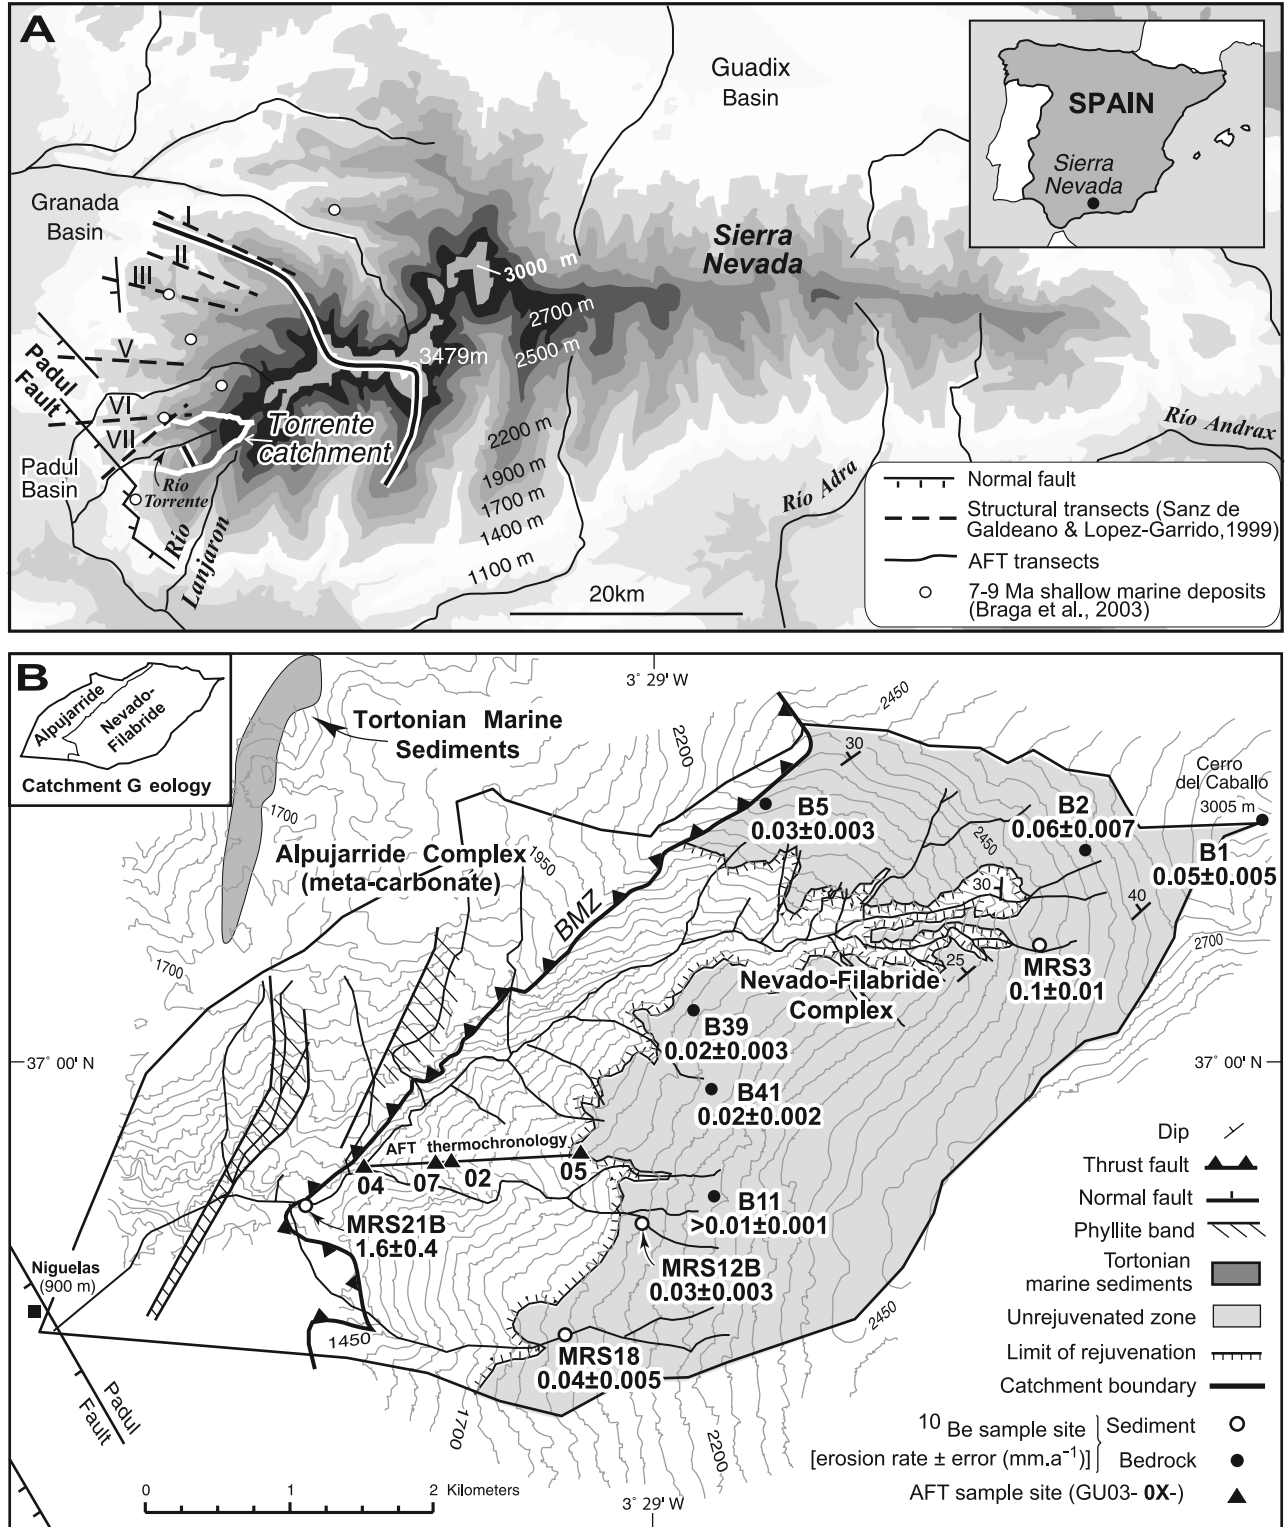 A
Guadix
Basin
SPAIN
Sierra
Nevada
Granada
Basin
I
II
III
Sierra
Nevada
3000 m
2700 m
2500 m
3479m
V
Padul
Fault
VI
VII
Torrente
catchment
2200 m
1900 m
1700 m
1400 m
1100 m
Padul
Basin
Río
Torrente
Río
Lanjaron
Río Adra
Río Andrax
20km
Normal fault
Structural transects (Sanz de
Galdeano & Lopez-Garrido,1999)
AFT transects
7-9 Ma shallow marine deposits
(Braga et al., 2003)
B
Alpujarride
Nevado-
Filabride
Catchment G eology
Tortonian Marine
Sediments
3° 29' W
2450
2200
30
Cerro
del Caballo
3005 m
1700
B5
0.03±0.003
B2
0.06±0.007
2450
B1
0.05±0.005
Alpujarride Complex
(meta-carbonate)
1950
BMZ
30
40
2700
1700
25
Nevado-Filabride
Complex
MRS3
0.1±0.01
B39
0.02±0.003
37° 00' N
37° 00' N
B41
0.02±0.002
AFT thermochronology
04
07
02
05
B11
>0.01±0.001
MRS21B
1.6±0.4
MRS12B
0.03±0.003
Niguelas
(900 m)
1450
MRS18
0.04±0.005
2450
Padul
Fault
1700
2200
Dip
Thrust fault
Normal fault
Phyllite band
Tortonian
marine sediments
Unrejuvenated zone
Limit of rejuvenation
Catchment boundary
10 Be sample site
[erosion rate ± error (mm.a⁻¹)]
Sediment
Bedrock
AFT sample site (GU03- 0X-)
0
1
2 Kilometers
3° 29' W